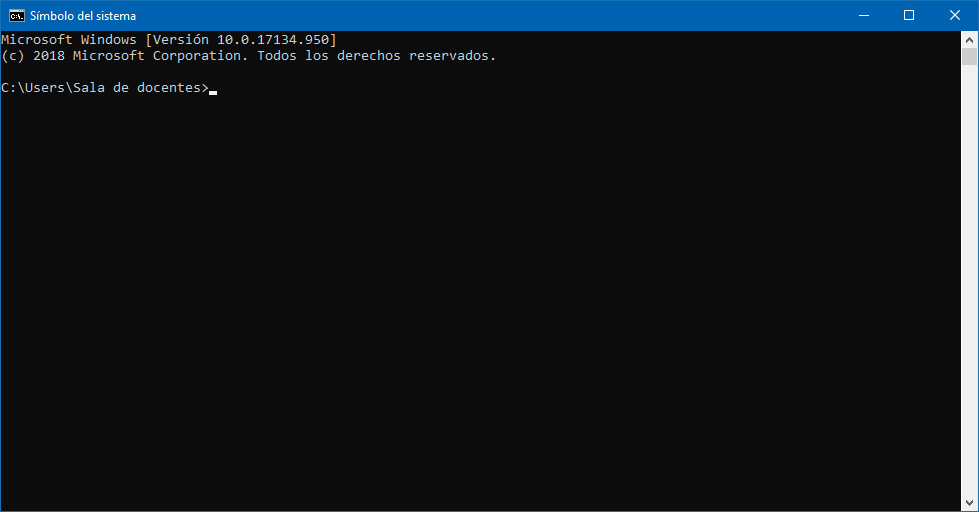 Símbolo del sistema
Microsoft Windows [Versión 10.0.17134.950]
(c) 2018 Microsoft Corporation. Todos los derechos reservados.
C:\Users\Sala de docentes>